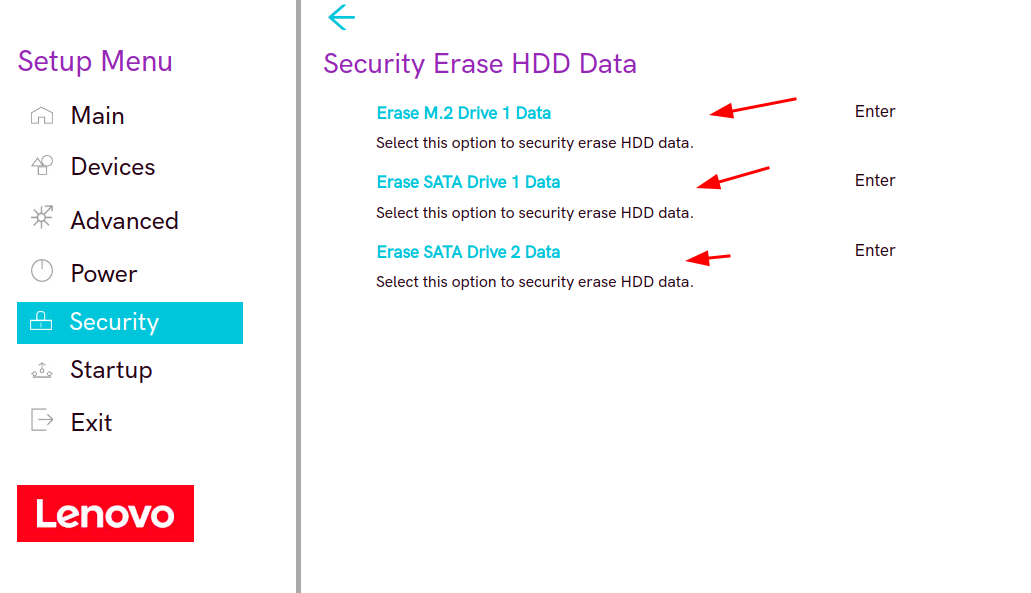 Setup Menu
Main
Devices
Advanced
Power
Security
Startup
Exit
Lenovo
Security Erase HDD Data
Erase M.2 Drive 1 Data Enter
Select this option to security erase HDD data.
Erase SATA Drive 1 Data Enter
Select this option to security erase HDD data.
Erase SATA Drive 2 Data Enter
Select this option to security erase HDD data.